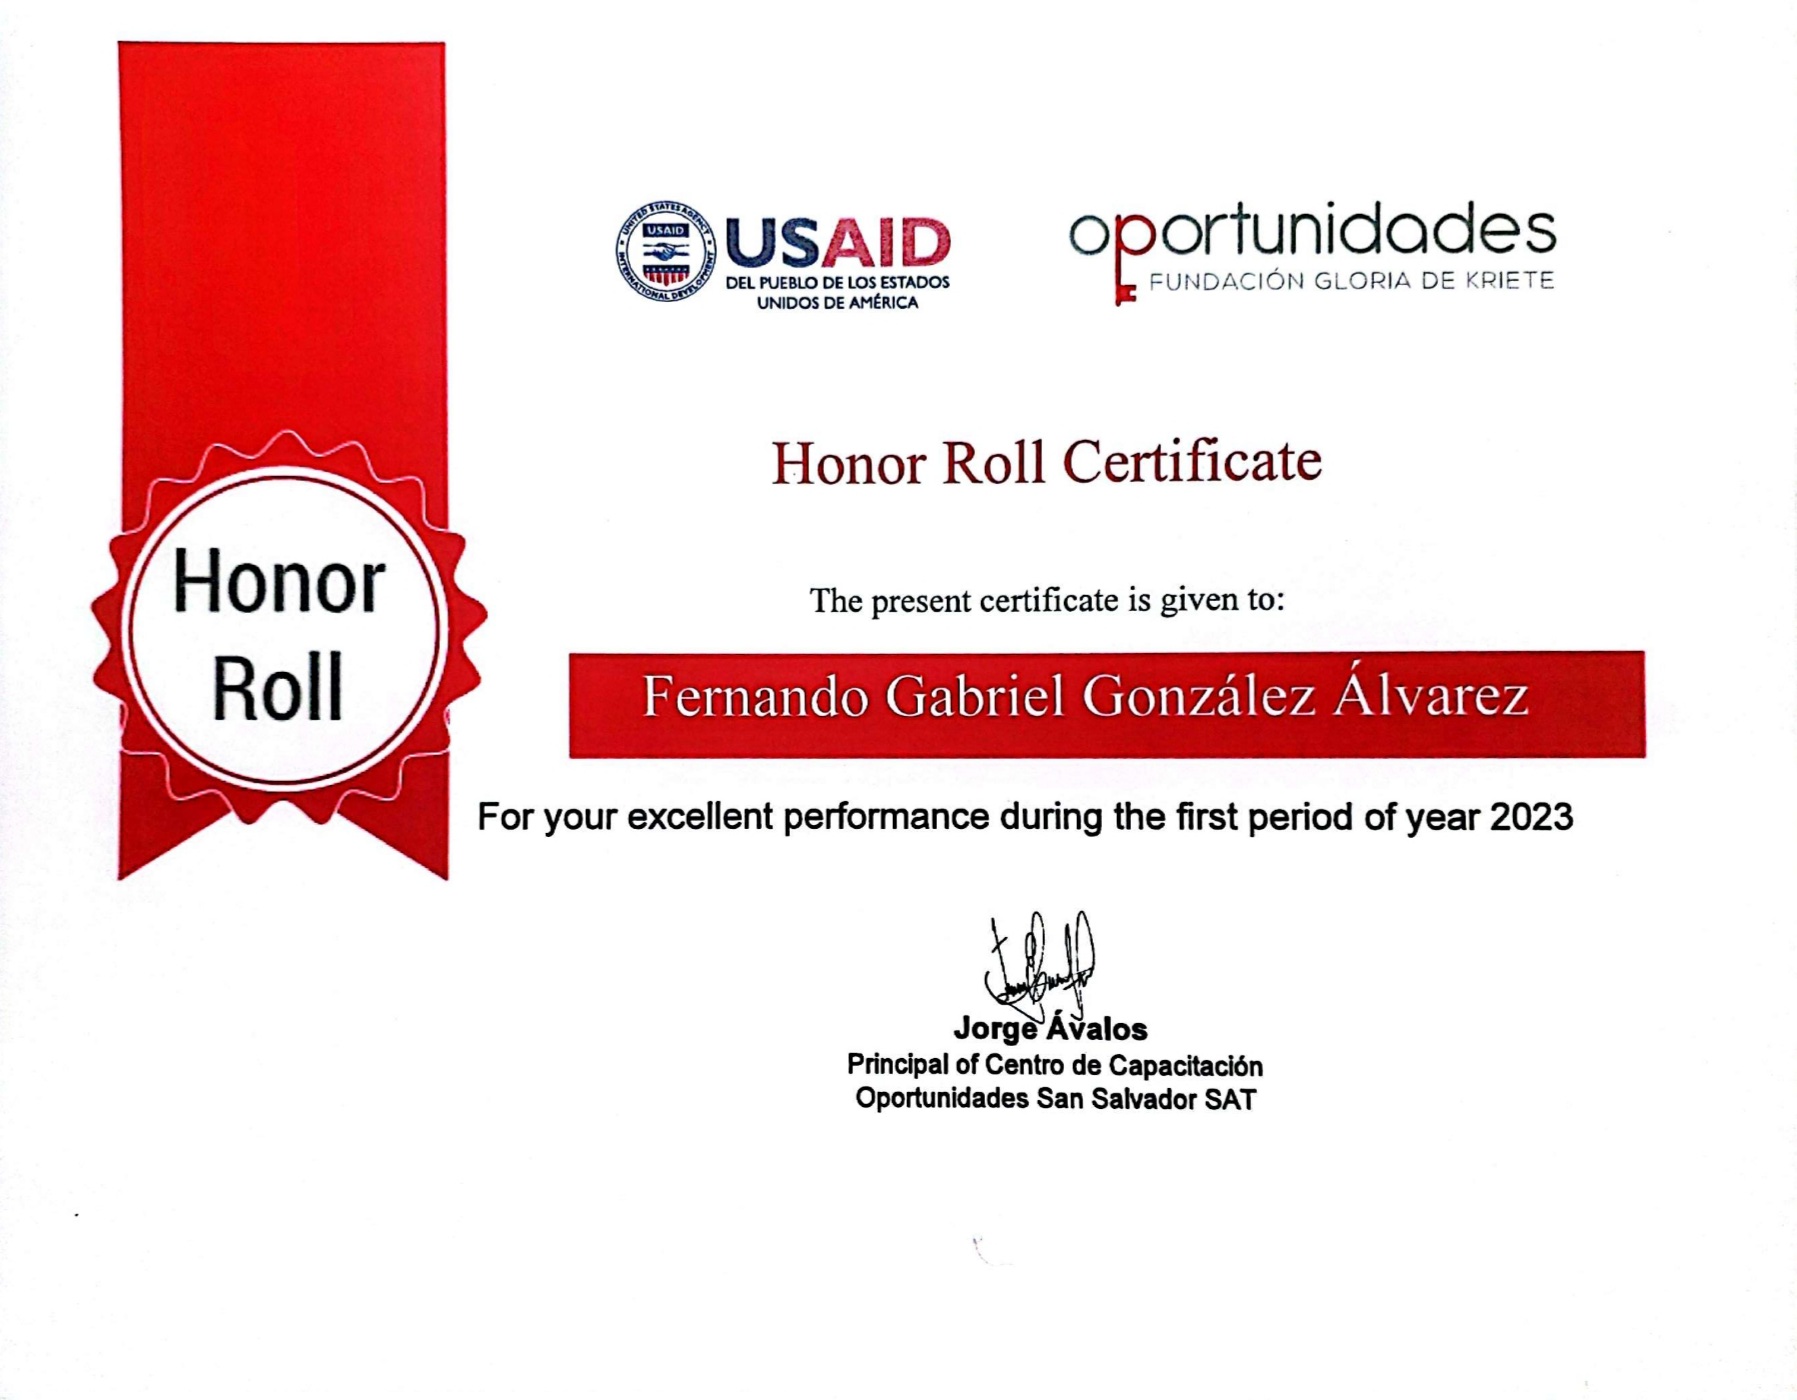 UNITED STATES AGENCY
USAID
INTERNATIONAL DEVELOPMENT
USAID
DEL PUEBLO DE LOS ESTADOS
UNIDOS DE AMÉRICA
oportunidades
FUNDACIÓN GLORIA DE KRIETE
Honor Roll Certificate
Honor
Roll
The present certificate is given to:
Fernando Gabriel González Álvarez
For your excellent performance during the first period of year 2023
Jorge Ávalos
Principal of Centro de Capacitación
Oportunidades San Salvador SAT